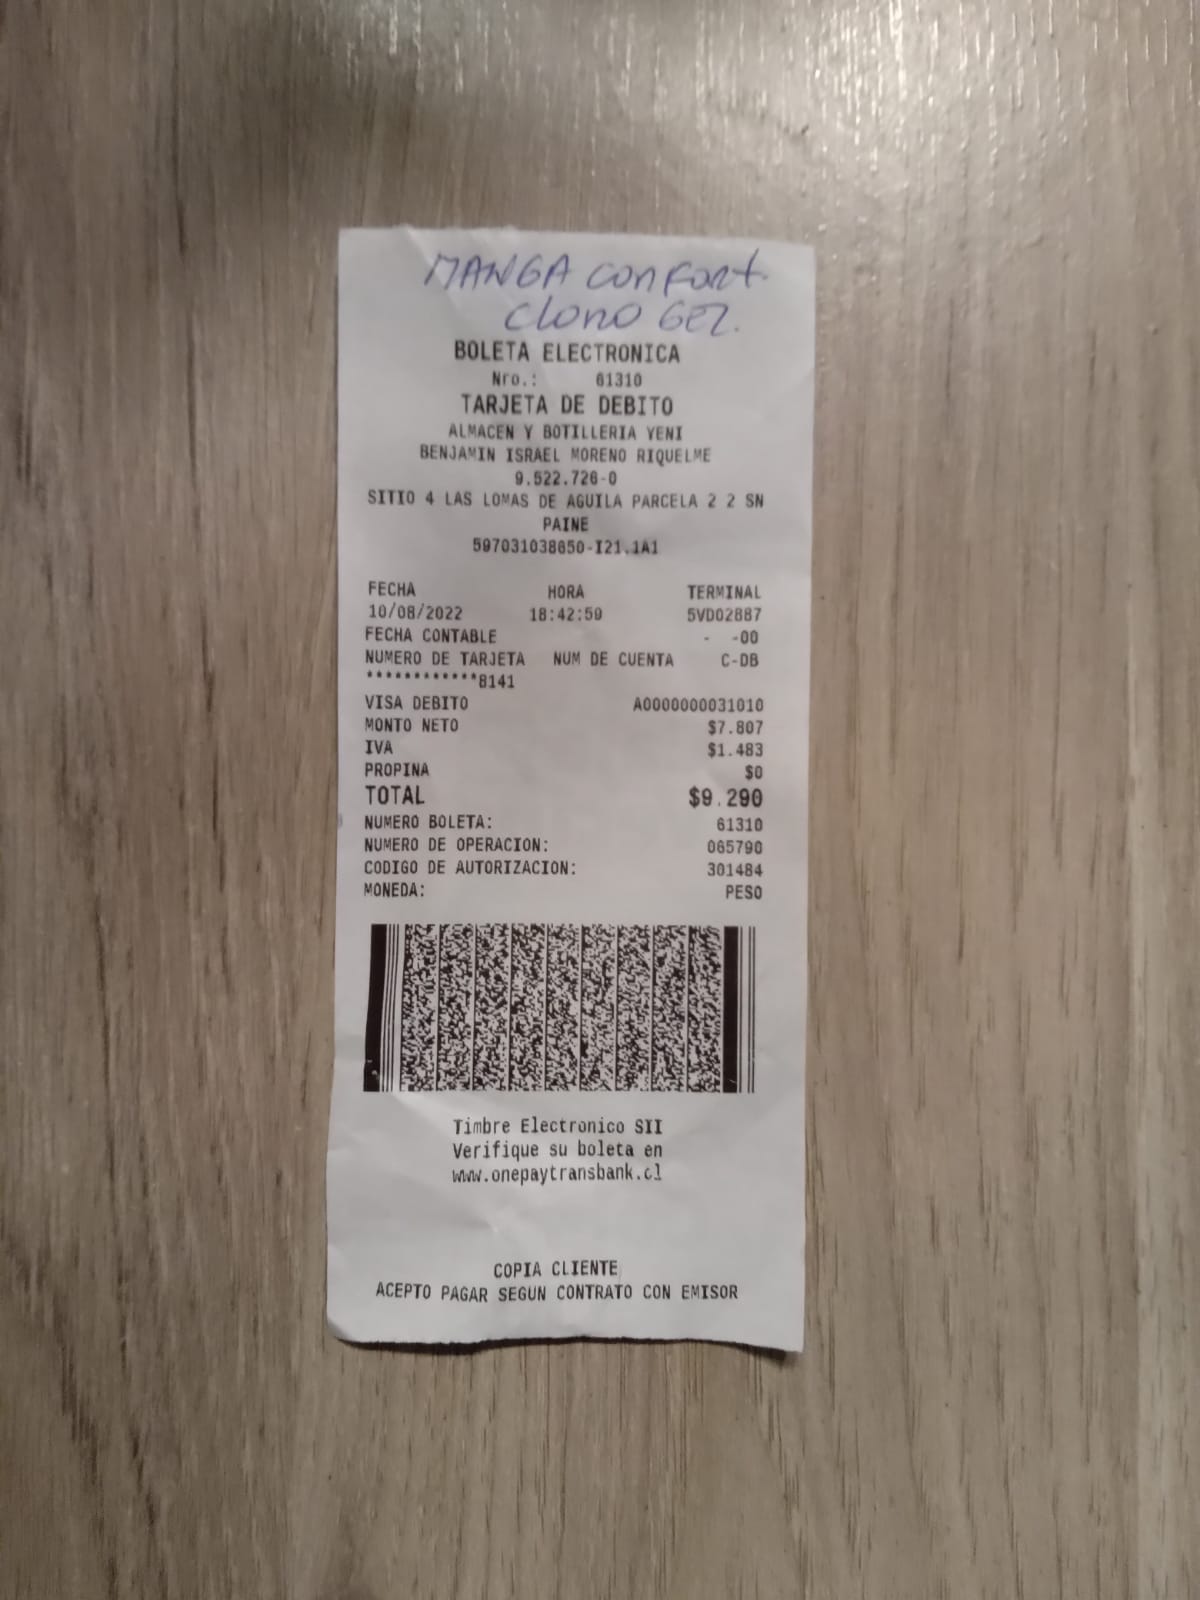 MANGA confort.
cloro GEL.
BOLETA ELECTRONICA
Nro.: 61310
TARJETA DE DEBITO
ALMACEN Y BOTILLERIA YENI
BENJAMIN ISRAEL MORENO RIQUELME
9.522.726-0
SITIO 4 LAS LOMAS DE AGUILA PARCELA 2 2 SN
PAINE
597031038650-I21.1A1
FECHA HORA TERMINAL
10/08/2022 18:42:59 5VD02887
FECHA CONTABLE - -00
NUMERO DE TARJETA NUM DE CUENTA C-DB
************8141
VISA DEBITO A0000000031010
MONTO NETO $7.807
IVA $1.483
PROPINA $0
TOTAL $9.290
NUMERO BOLETA: 61310
NUMERO DE OPERACION: 065790
CODIGO DE AUTORIZACION: 301484
MONEDA: PESO
Timbre Electronico SII
Verifique su boleta en
www.onepaytransbank.cl
COPIA CLIENTE
ACEPTO PAGAR SEGUN CONTRATO CON EMISOR